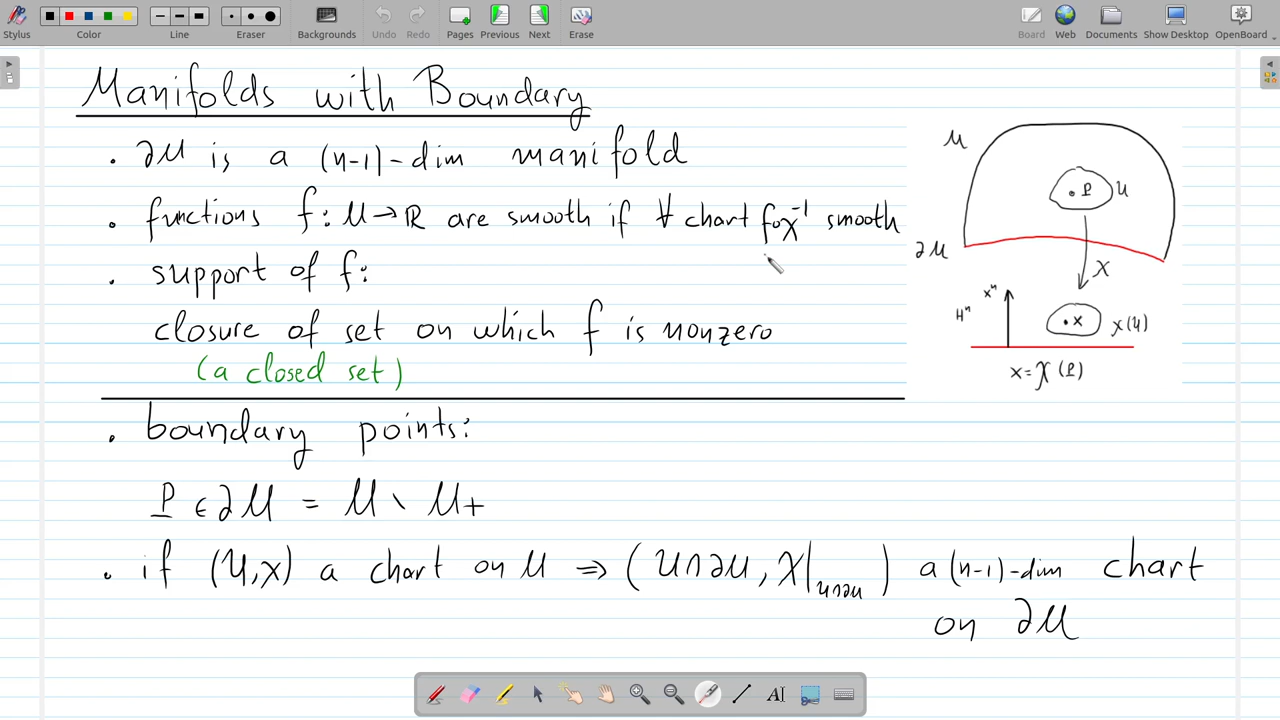 Stylus
Color
Line
Eraser
Backgrounds
Undo
Redo
Pages
Previous
Next
Erase
Board
Web
Documents
Show Desktop
OpenBoard
Manifolds with Boundary
. ∂M is a (n-1)-dim manifold
. functions f: M → ℝ are smooth if ∀ chart f∘χ⁻¹ smooth
. support of f:
closure of set on which f is nonzero
(a closed set)
. boundary points:
P ∈ ∂M = M \ M+
. if (U,χ) a chart on M ⇒ (U∩∂M, χ|U∩∂M) a (n-1)-dim chart
on ∂M
M
P
U
∂M
χ
xⁿ
Hⁿ
x
χ(U)
x = χ(P)
AI